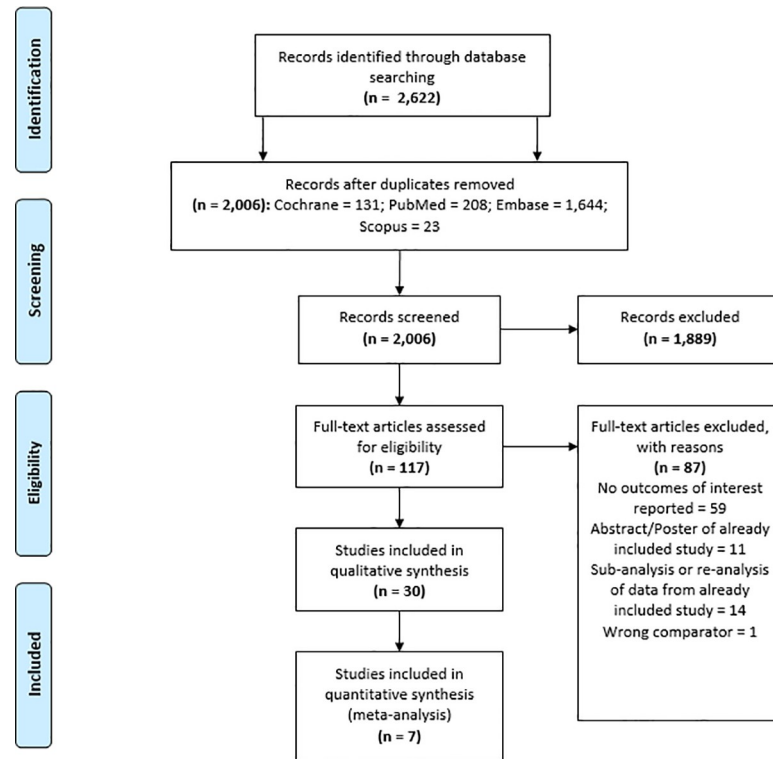 Identification
Records identified through database
searching
(n = 2,622)
Records after duplicates removed
(n = 2,006): Cochrane = 131; PubMed = 208; Embase = 1,644;
Scopus = 23
Screening
Records screened
(n = 2,006)
Records excluded
(n = 1,889)
Eligibility
Full-text articles assessed
for eligibility
(n = 117)
Full-text articles excluded,
with reasons
(n = 87)
No outcomes of interest
reported = 59
Abstract/Poster of already
included study = 11
Sub-analysis or re-analysis
of data from already
included study = 14
Wrong comparator = 1
Studies included in
qualitative synthesis
(n = 30)
Included
Studies included in
quantitative synthesis
(meta-analysis)
(n = 7)